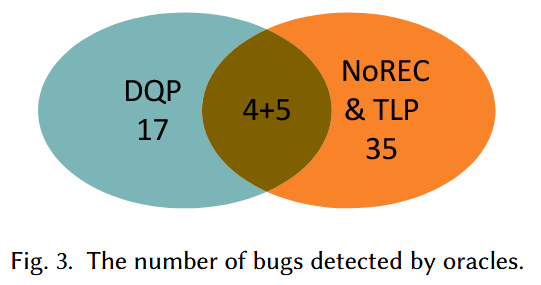 DQP
17
4+5
NoREC
& TLP
35
Fig. 3. The number of bugs detected by oracles.